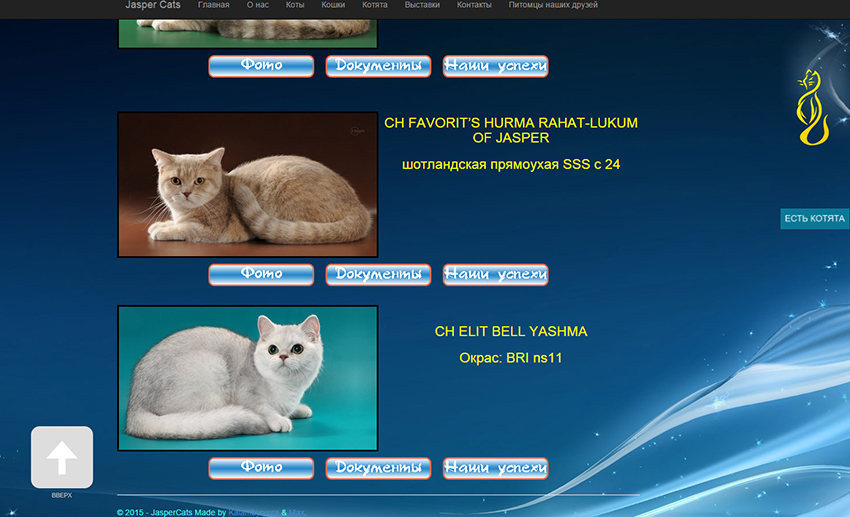 Jasper Cats Главная О нас Коты Кошки Котята Выставки Контакты Питомцы наших друзей
Фото Документы Наши успехи
CH FAVORIT'S HURMA RAHAT-LUKUM
OF JASPER
шотландская прямоухая SSS c 24
ЕСТЬ КОТЯТА
Фото Документы Наши успехи
CH ELIT BELL YASHMA
Окрас: BRI ns11
Фото Документы Наши успехи
ВВЕРХ
© 2015 - JasperCats Made by & Max.